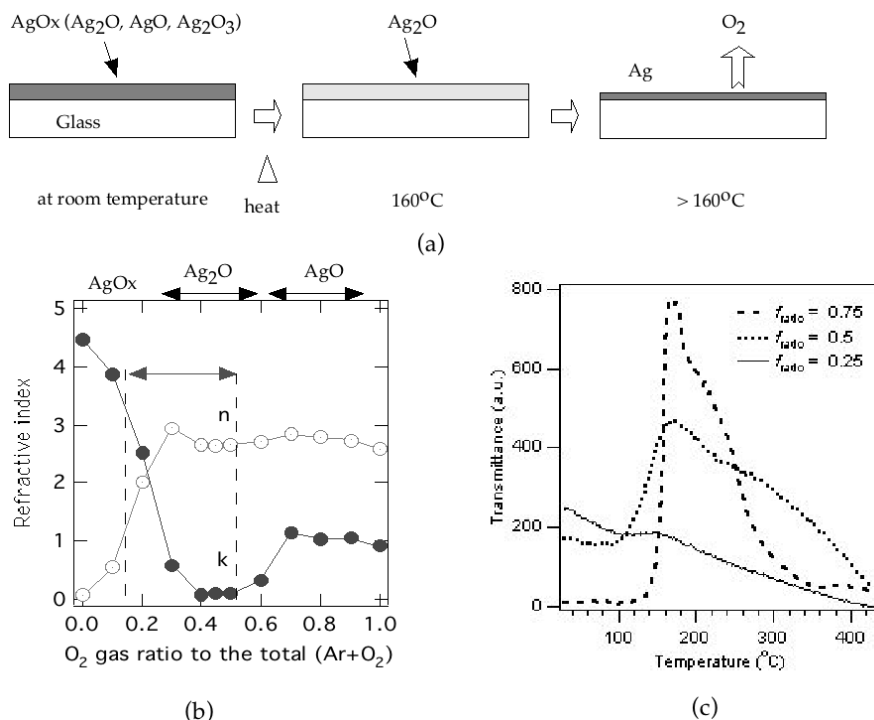 AgOx (Ag2O, AgO, Ag2O3)
Ag2O
O2
Ag
Glass
at room temperature
heat
160°C
> 160°C
(a)
AgOx
Ag2O
AgO
5
4
3
2
1
0
Refractive index
n
k
0.0 0.2 0.4 0.6 0.8 1.0
O2 gas ratio to the total (Ar+O2)
(b)
800
600
400
200
0
Transmittance (a.u.)
fratio = 0.75
fratio = 0.5
fratio = 0.25
100 200 300 400
Temperature (°C)
(c)